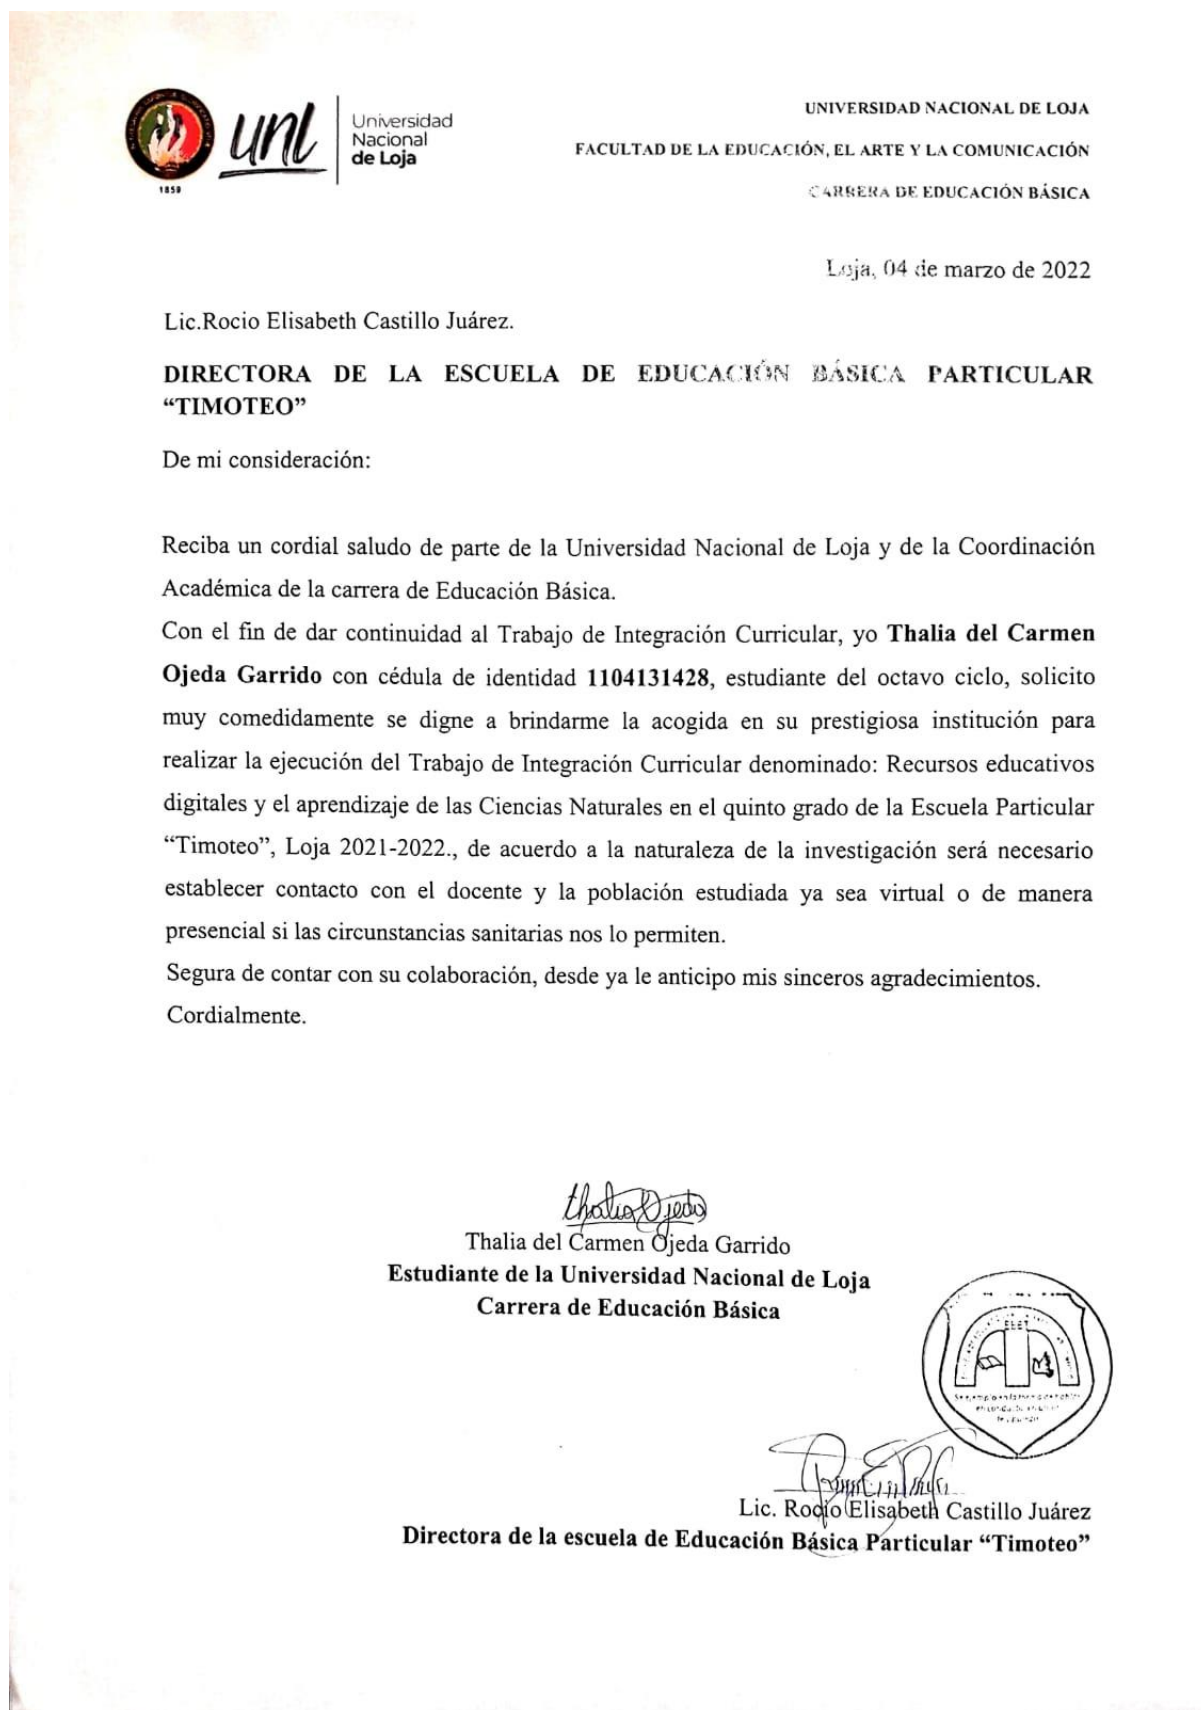 unl
Universidad
Nacional
de Loja
1859
UNIVERSIDAD NACIONAL DE LOJA
FACULTAD DE LA EDUCACIÓN, EL ARTE Y LA COMUNICACIÓN
CARRERA DE EDUCACIÓN BÁSICA
Loja, 04 de marzo de 2022
Lic.Rocio Elisabeth Castillo Juárez.
DIRECTORA DE LA ESCUELA DE EDUCACIÓN BÁSICA PARTICULAR
“TIMOTEO”
De mi consideración:
Reciba un cordial saludo de parte de la Universidad Nacional de Loja y de la Coordinación
Académica de la carrera de Educación Básica.
Con el fin de dar continuidad al Trabajo de Integración Curricular, yo Thalia del Carmen
Ojeda Garrido con cédula de identidad 1104131428, estudiante del octavo ciclo, solicito
muy comedidamente se digne a brindarme la acogida en su prestigiosa institución para
realizar la ejecución del Trabajo de Integración Curricular denominado: Recursos educativos
digitales y el aprendizaje de las Ciencias Naturales en el quinto grado de la Escuela Particular
“Timoteo”, Loja 2021-2022., de acuerdo a la naturaleza de la investigación será necesario
establecer contacto con el docente y la población estudiada ya sea virtual o de manera
presencial si las circunstancias sanitarias nos lo permiten.
Segura de contar con su colaboración, desde ya le anticipo mis sinceros agradecimientos.
Cordialmente.
Thalia Ojeda
Thalia del Carmen Ojeda Garrido
Estudiante de la Universidad Nacional de Loja
Carrera de Educación Básica
Lic. Rocio Elisabeth Castillo Juárez
Directora de la escuela de Educación Básica Particular “Timoteo”